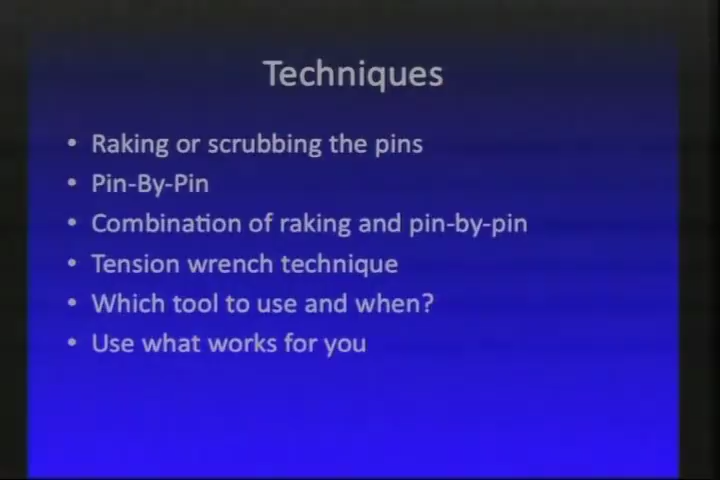 Techniques
• Raking or scrubbing the pins
• Pin-By-Pin
• Combination of raking and pin-by-pin
• Tension wrench technique
• Which tool to use and when?
• Use what works for you